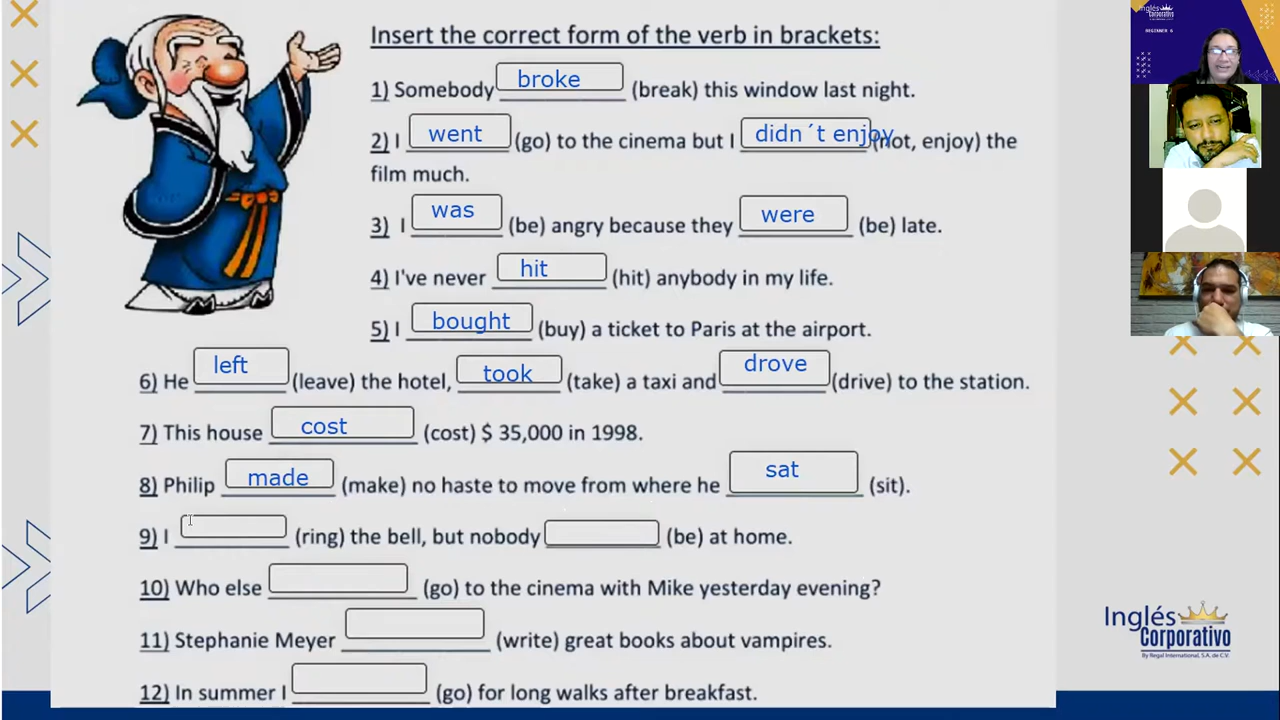 Insert the correct form of the verb in brackets:
1) Somebody broke (break) this window last night.
2) I went (go) to the cinema but I didn´t enjoy (not, enjoy) the
film much.
3) I was (be) angry because they were (be) late.
4) I've never hit (hit) anybody in my life.
5) I bought (buy) a ticket to Paris at the airport.
6) He left (leave) the hotel, took (take) a taxi and drove (drive) to the station.
7) This house cost (cost) $ 35,000 in 1998.
8) Philip made (make) no haste to move from where he sat (sit).
9) I (ring) the bell, but nobody (be) at home.
10) Who else (go) to the cinema with Mike yesterday evening?
11) Stephanie Meyer (write) great books about vampires.
12) In summer I (go) for long walks after breakfast.
Inglés
Corporativo
BEGINNER 6
Inglés
Corporativo
By Regal International, S.A. de C.V.